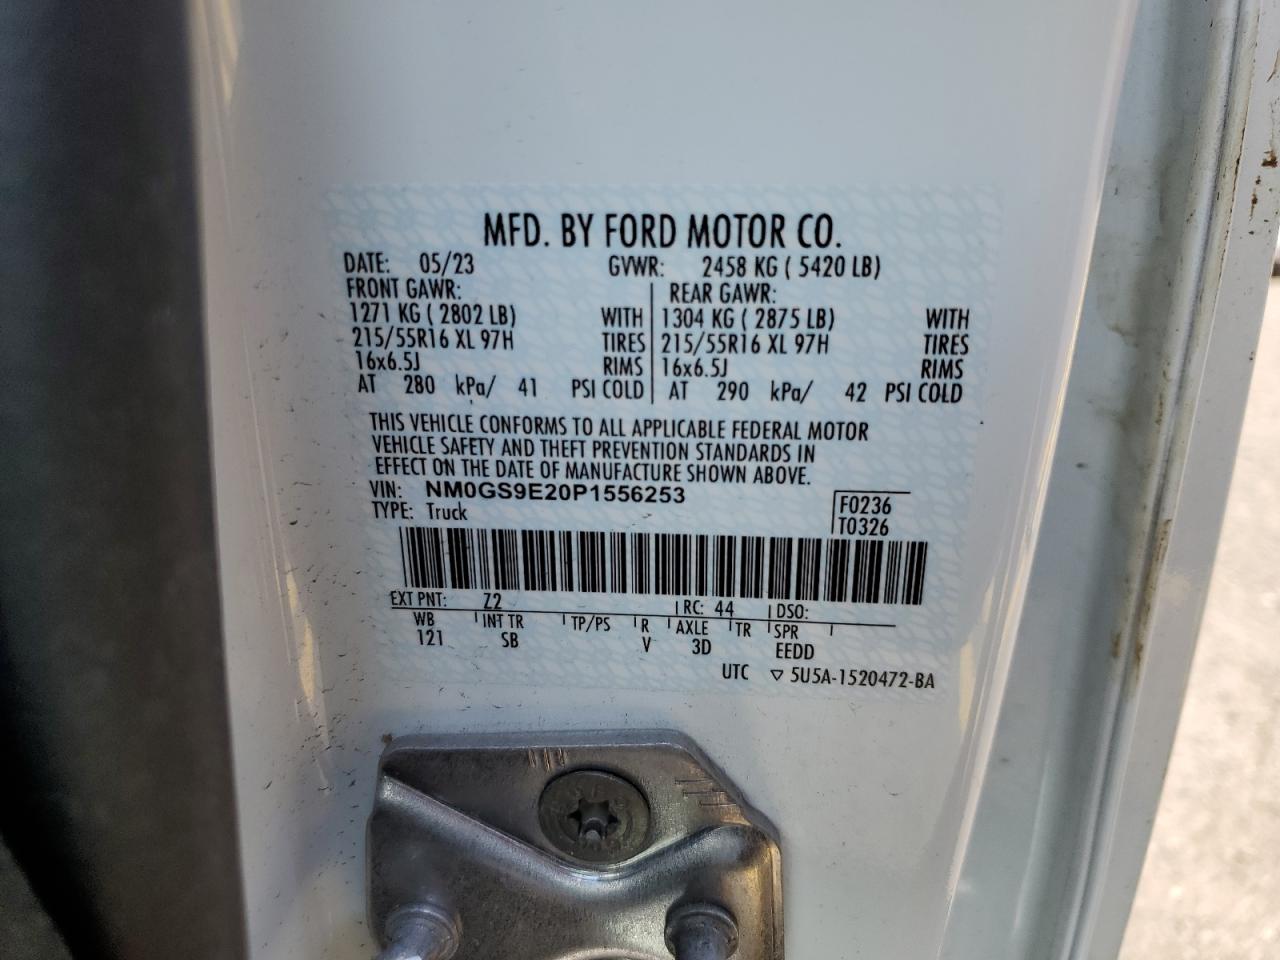 MFD. BY FORD MOTOR CO.
DATE: 05/23 GVWR: 2458 KG ( 5420 LB)
FRONT GAWR: REAR GAWR:
1271 KG ( 2802 LB) WITH 1304 KG ( 2875 LB) WITH
215/55R16 XL 97H TIRES 215/55R16 XL 97H TIRES
16x6.5J RIMS 16x6.5J RIMS
AT 280 kPa/ 41 PSI COLD AT 290 kPa/ 42 PSI COLD
THIS VEHICLE CONFORMS TO ALL APPLICABLE FEDERAL MOTOR
VEHICLE SAFETY AND THEFT PREVENTION STANDARDS IN
EFFECT ON THE DATE OF MANUFACTURE SHOWN ABOVE.
VIN: NM0GS9E20P1556253 F0236
TYPE: Truck T0326
EXT PNT: Z2 RC: 44 DSO:
WB INT TR TP/PS R AXLE TR SPR
121 SB V 3D EEDD
UTC ▽ 5U5A-1520472-BA